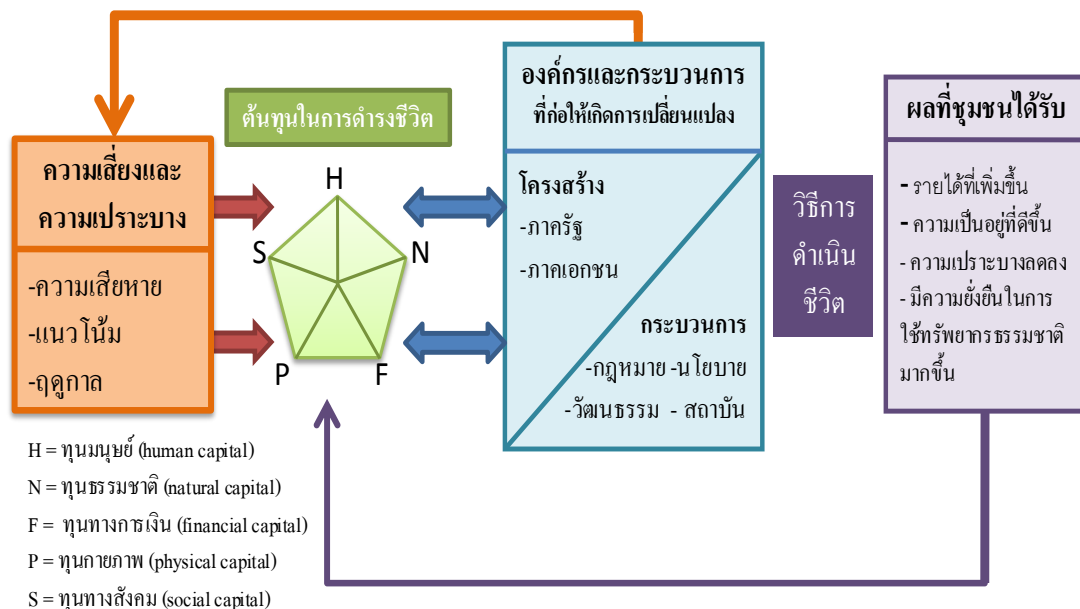 ความเสี่ยงและ
ความเปราะบาง
-ความเสียหาย
-แนวโน้ม
-ฤดูกาล
ต้นทุนในการดำรงชีวิต
H
S
N
P
F
องค์กรและกระบวนการ
ที่ก่อให้เกิดการเปลี่ยนแปลง
โครงสร้าง
-ภาครัฐ
-ภาคเอกชน
กระบวนการ
-กฎหมาย -นโยบาย
-วัฒนธรรม - สถาบัน
วิธีการ
ดำเนิน
ชีวิต
ผลที่ชุมชนได้รับ
- รายได้ที่เพิ่มขึ้น
- ความเป็นอยู่ที่ดีขึ้น
- ความเปราะบางลดลง
- มีความยั่งยืนในการ
ใช้ทรัพยากรธรรมชาติ
มากขึ้น
H = ทุนมนุษย์ (human capital)
N = ทุนธรรมชาติ (natural capital)
F = ทุนทางการเงิน (financial capital)
P = ทุนกายภาพ (physical capital)
S = ทุนทางสังคม (social capital)